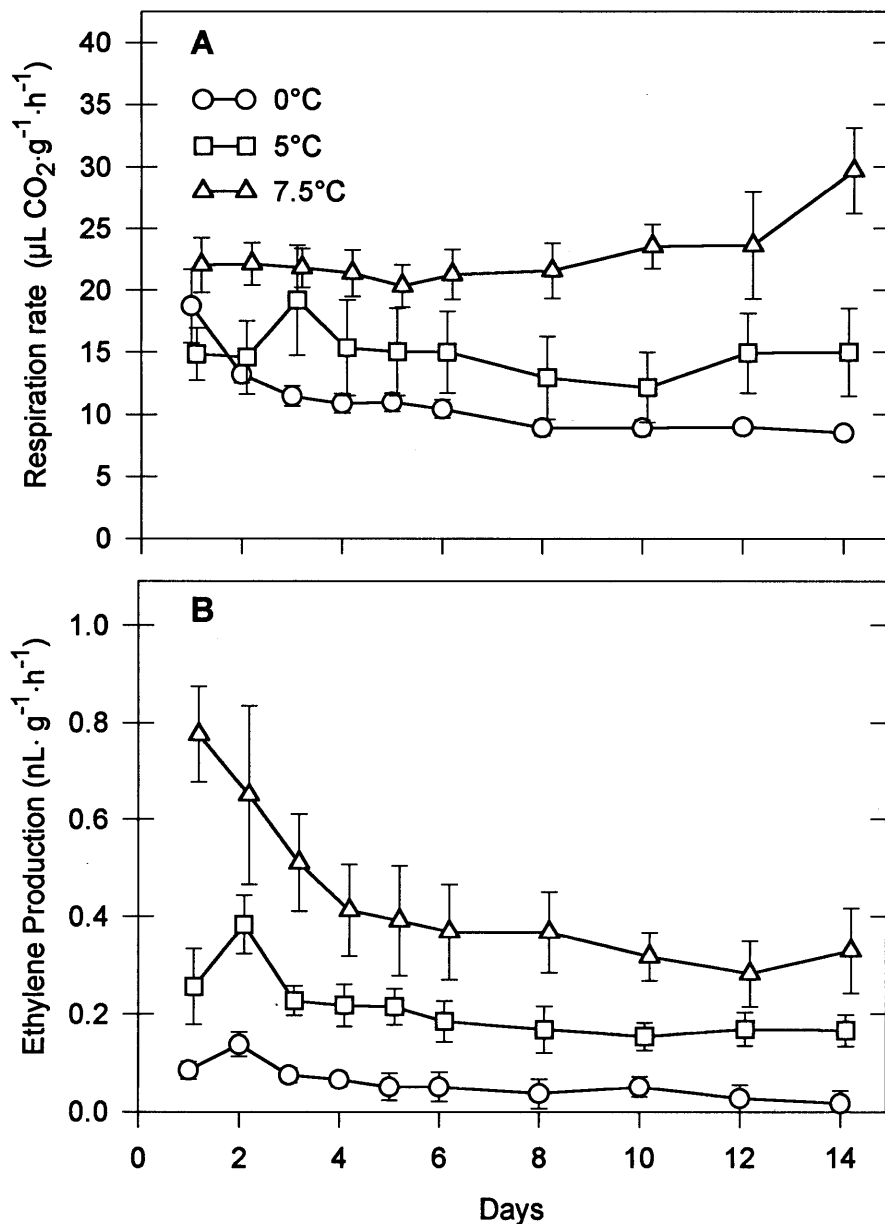 A
0°C
5°C
7.5°C
Respiration rate (µL CO₂·g⁻¹·h⁻¹)
40
35
30
25
20
15
10
5
0
B
Ethylene Production (nL·g⁻¹·h⁻¹)
1.0
0.8
0.6
0.4
0.2
0.0
0 2 4 6 8 10 12 14
Days